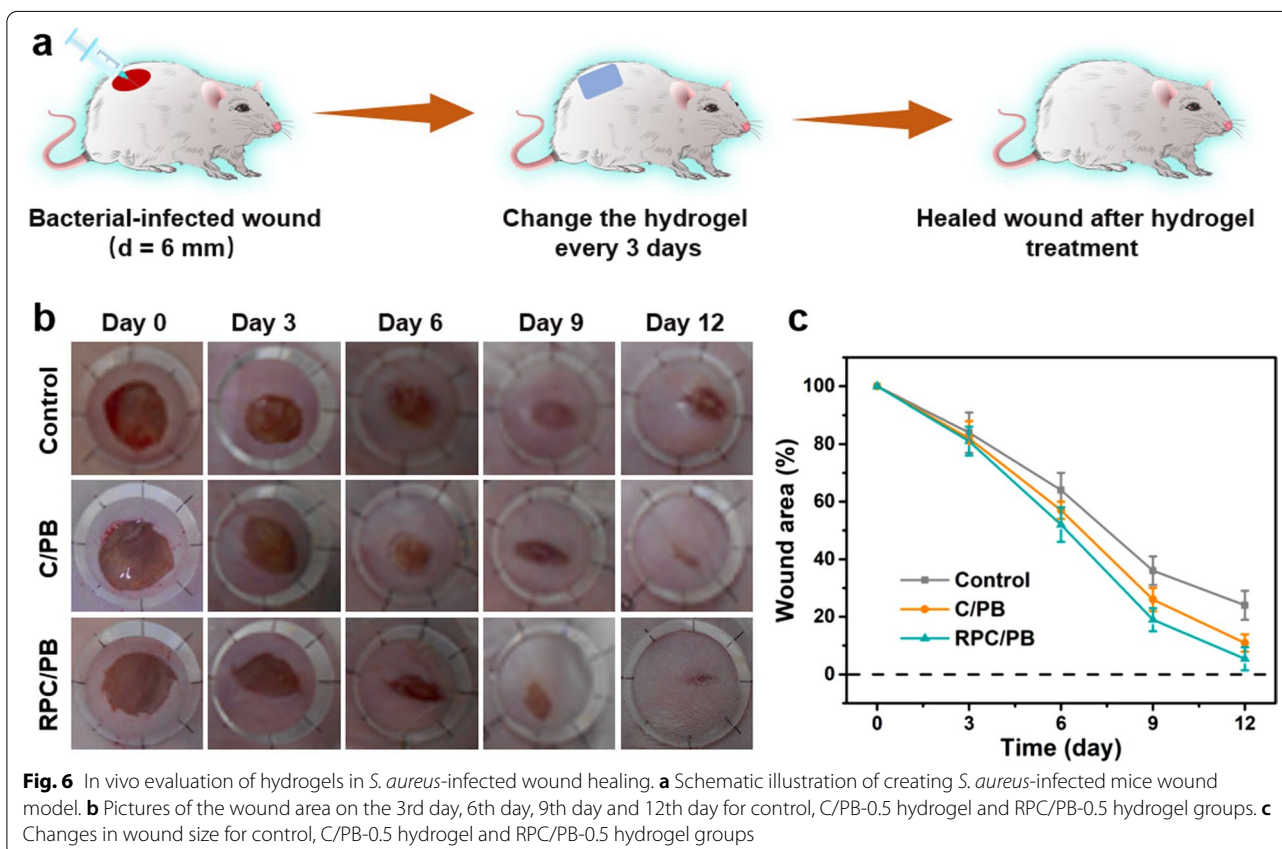 a
Bacterial-infected wound
(d = 6 mm)
Change the hydrogel
every 3 days
Healed wound after hydrogel
treatment
b
Day 0 Day 3 Day 6 Day 9 Day 12
Control
C/PB
RPC/PB
c
Wound area (%)
100
80
60
40
20
0
Control
C/PB
RPC/PB
0 3 6 9 12
Time (day)
Fig. 6 In vivo evaluation of hydrogels in S. aureus-infected wound healing. a Schematic illustration of creating S. aureus-infected mice wound
model. b Pictures of the wound area on the 3rd day, 6th day, 9th day and 12th day for control, C/PB-0.5 hydrogel and RPC/PB-0.5 hydrogel groups. c
Changes in wound size for control, C/PB-0.5 hydrogel and RPC/PB-0.5 hydrogel groups